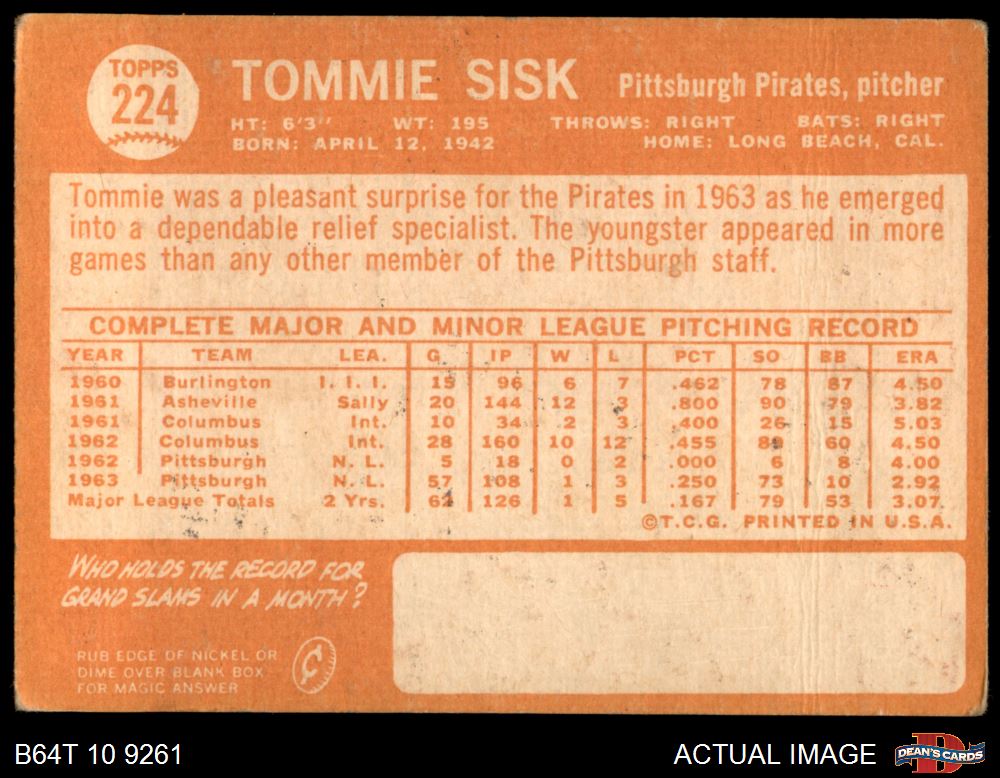 TOPPS
224
TOMMIE SISK Pittsburgh Pirates, pitcher
HT: 6'3" WT: 195 THROWS: RIGHT BATS: RIGHT
BORN: APRIL 12, 1942 HOME: LONG BEACH, CAL.
Tommie was a pleasant surprise for the Pirates in 1963 as he emerged
into a dependable relief specialist. The youngster appeared in more
games than any other member of the Pittsburgh staff.
COMPLETE MAJOR AND MINOR LEAGUE PITCHING RECORD
YEAR TEAM LEA. G IP W L PCT SO BB ERA
1960 Burlington I. I. I. 15 96 6 7 .462 78 87 4.50
1961 Asheville Sally 20 144 12 3 .800 90 79 3.82
1961 Columbus Int. 10 34 2 3 .400 26 15 5.03
1962 Columbus Int. 28 160 10 12 .455 60 4.50
1962 Pittsburgh N. L. 5 18 0 2 .000 6 8 4.00
1963 Pittsburgh N. L. 57 108 1 3 .250 73 10 2.92
Major League Totals 2 Yrs. 62 126 1 5 .167 79 53 3.07
©T.C.G. PRINTED IN U.S.A.
WHO HOLDS THE RECORD FOR
GRAND SLAMS IN A MONTH?
RUB EDGE OF NICKEL OR
DIME OVER BLANK BOX
FOR MAGIC ANSWER
B64T 10 9261 ACTUAL IMAGE DEAN'S CARDS